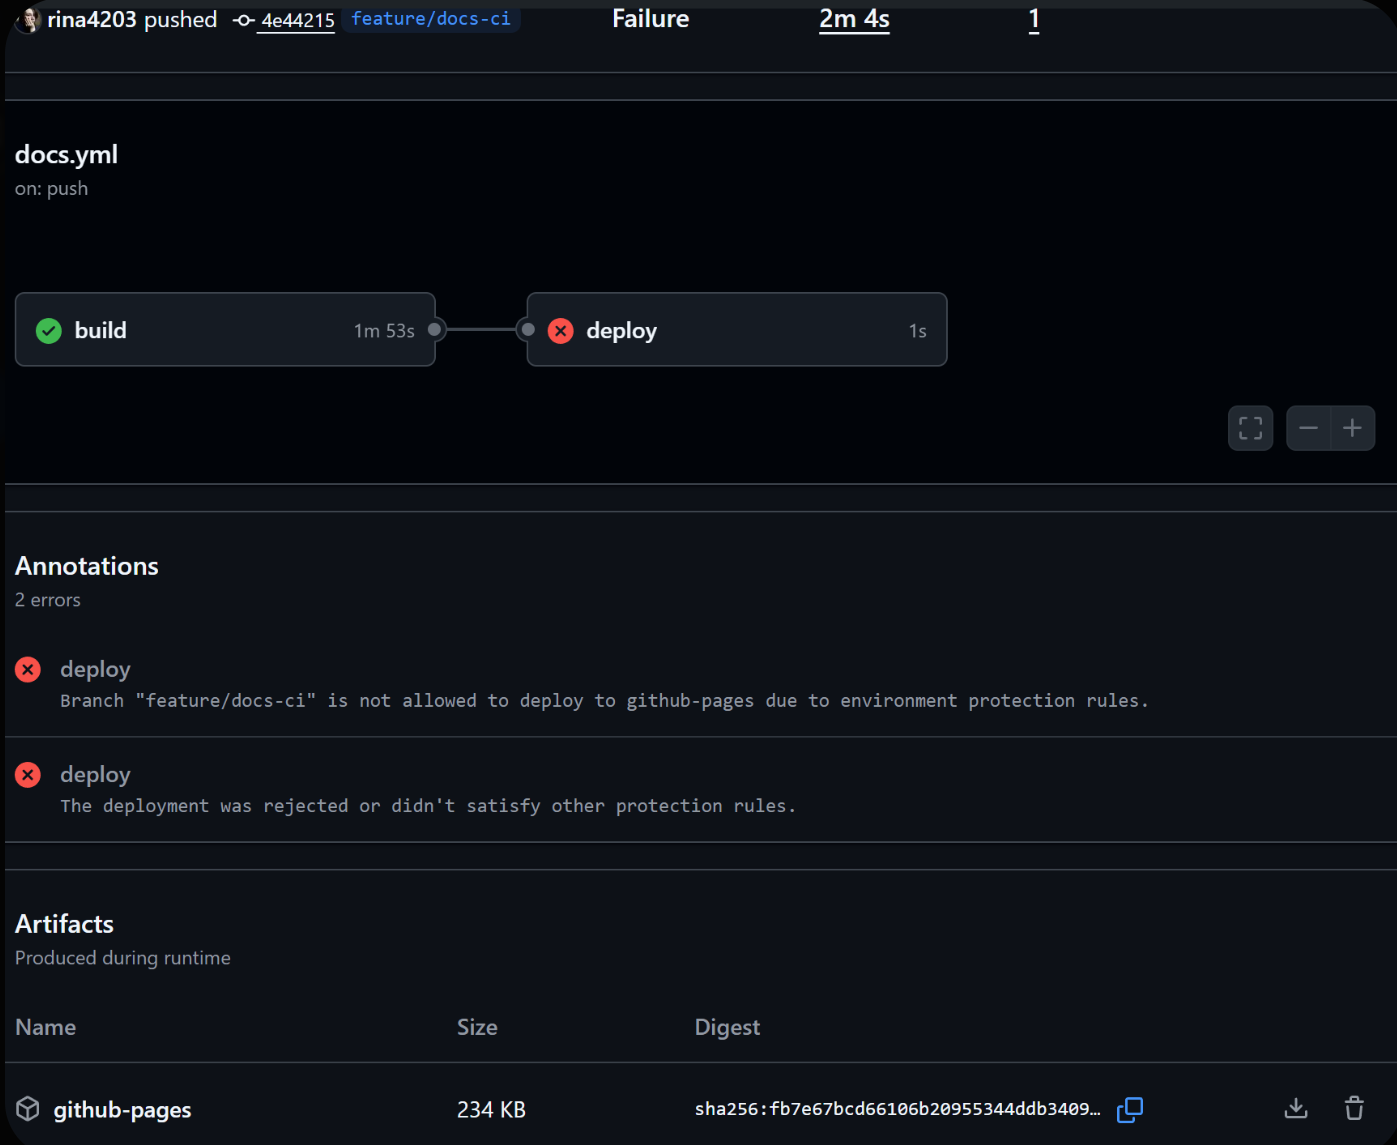 rina4203 pushed 4e44215 feature/docs-ci Failure 2m 4s 1
docs.yml
on: push
build 1m 53s deploy 1s
Annotations
2 errors
deploy
Branch "feature/docs-ci" is not allowed to deploy to github-pages due to environment protection rules.
deploy
The deployment was rejected or didn't satisfy other protection rules.
Artifacts
Produced during runtime
Name Size Digest
github-pages 234 KB sha256:fb7e67bcd66106b20955344ddb3409…